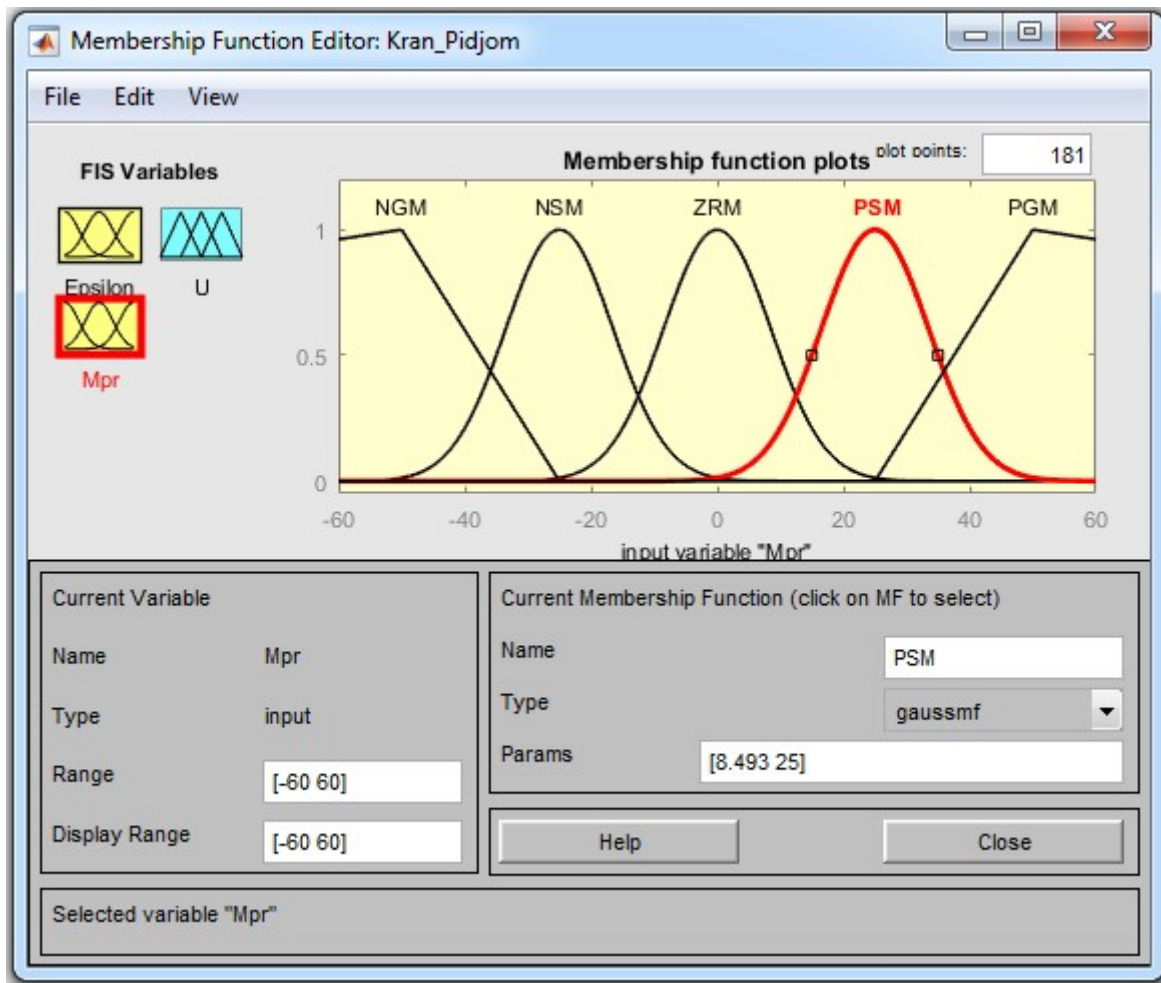 Membership Function Editor: Kran_Pidjom
File Edit View
FIS Variables
Epsilon U
Mpr
Membership function plots plot points: 181
NGM NSM ZRM PSM PGM
1
0.5
0
-60 -40 -20 0 20 40 60
input variable "Mpr"
Current Variable
Name Mpr
Type input
Range [-60 60]
Display Range [-60 60]
Current Membership Function (click on MF to select)
Name PSM
Type gaussmf
Params [8.493 25]
Help Close
Selected variable "Mpr"